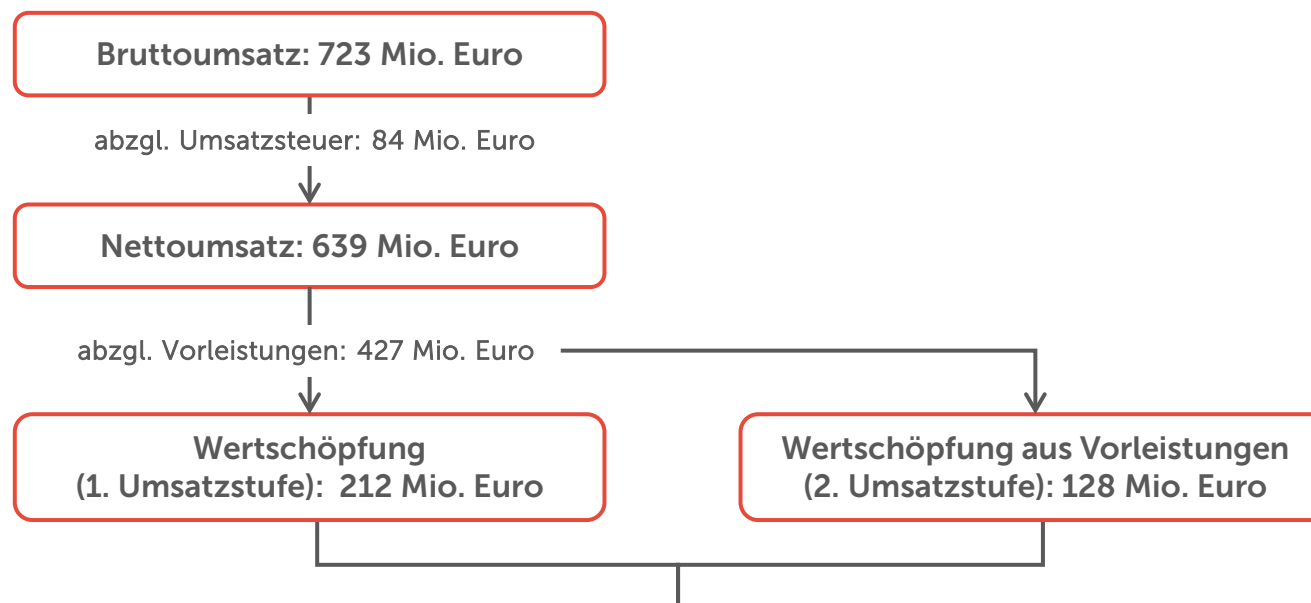 Bruttoumsatz: 723 Mio. Euro
abzgl. Umsatzsteuer: 84 Mio. Euro
Nettoumsatz: 639 Mio. Euro
abzgl. Vorleistungen: 427 Mio. Euro
Wertschöpfung
(1. Umsatzstufe): 212 Mio. Euro
Wertschöpfung aus Vorleistungen
(2. Umsatzstufe): 128 Mio. Euro